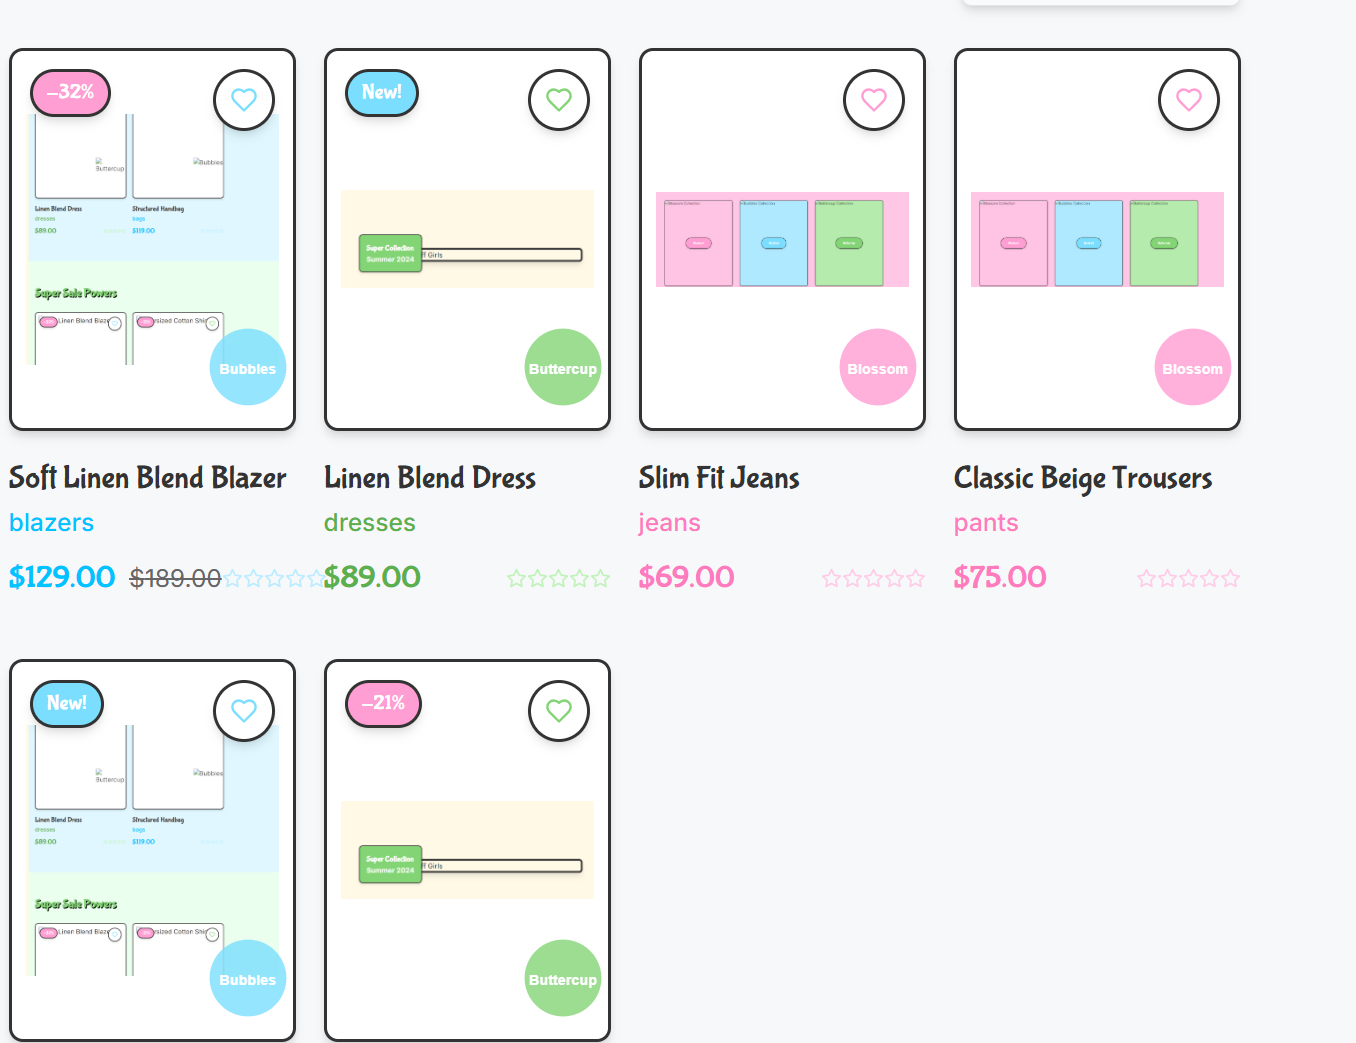 –32%
Buttercup
Bubbles
Linen Blend Dress
Structured Handbag
dresses
bags
$89.00
$119.00
Super Sale Powers
Linen Blend Blaze
rsized Cotton Shi
Bubbles
New!
Super Collection
Summer 2024
ff Girls
Buttercup
Blossom
Blossom
Soft Linen Blend Blazer
blazers
$129.00 $189.00
Linen Blend Dress
dresses
$89.00
Slim Fit Jeans
jeans
$69.00
Classic Beige Trousers
pants
$75.00
New!
Buttercup
Bubbles
Linen Blend Dress
Structured Handbag
dresses
bags
$89.00
$119.00
Super Sale Powers
Linen Blend Blaze
rsized Cotton Shi
Bubbles
–21%
Super Collection
Summer 2024
ff Girls
Buttercup